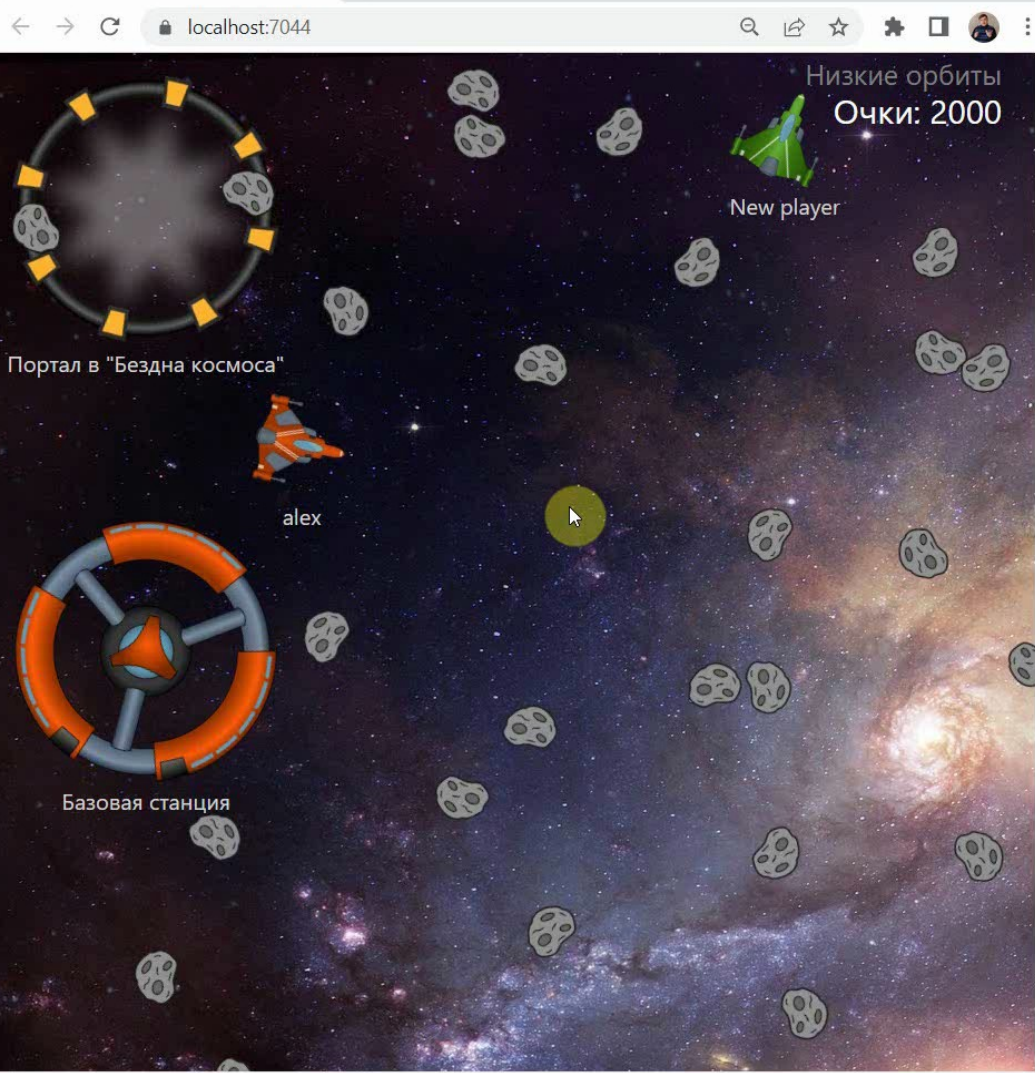 localhost:7044
Низкие орбиты
Очки: 2000
New player
Портал в "Бездна космоса"
alex
Базовая станция